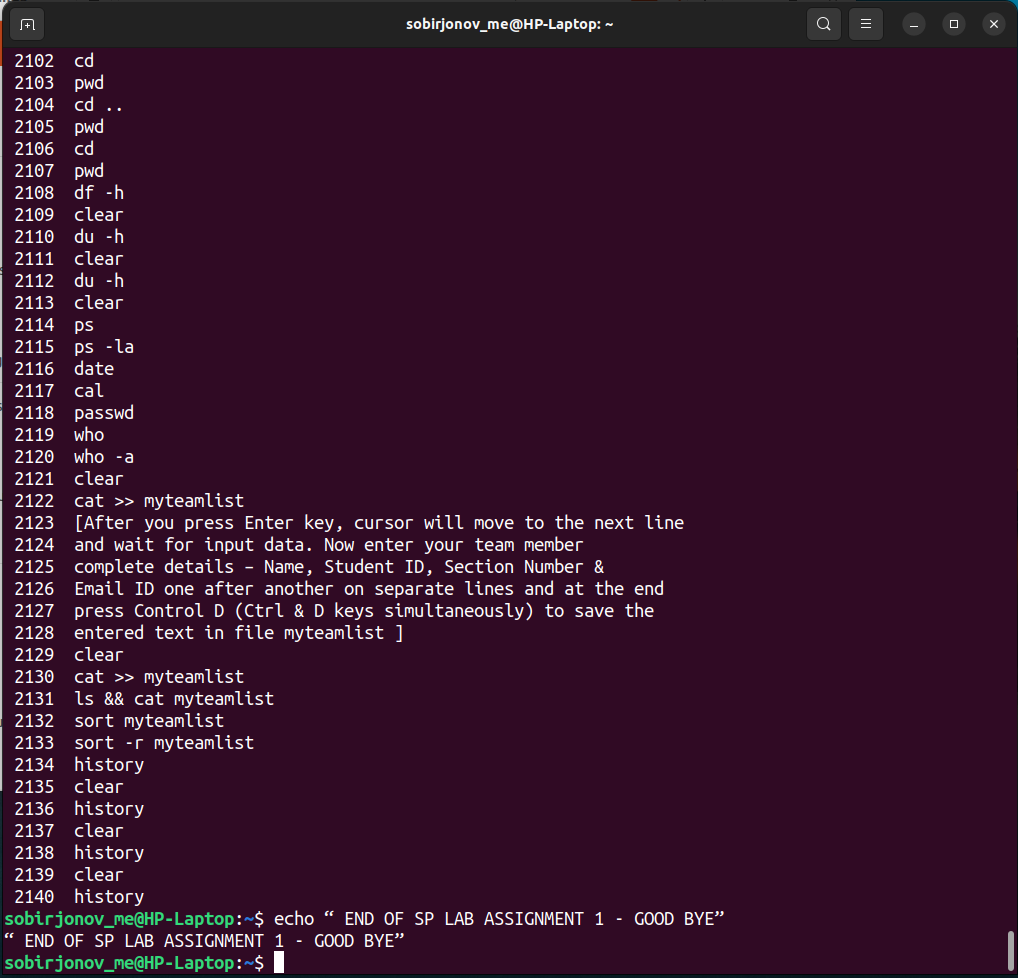 sobirjonov_me@HP-Laptop: ~
2102 cd
2103 pwd
2104 cd ..
2105 pwd
2106 cd
2107 pwd
2108 df -h
2109 clear
2110 du -h
2111 clear
2112 du -h
2113 clear
2114 ps
2115 ps -la
2116 date
2117 cal
2118 passwd
2119 who
2120 who -a
2121 clear
2122 cat >> myteamlist
2123 [After you press Enter key, cursor will move to the next line
2124 and wait for input data. Now enter your team member
2125 complete details – Name, Student ID, Section Number &
2126 Email ID one after another on separate lines and at the end
2127 press Control D (Ctrl & D keys simultaneously) to save the
2128 entered text in file myteamlist ]
2129 clear
2130 cat >> myteamlist
2131 ls && cat myteamlist
2132 sort myteamlist
2133 sort -r myteamlist
2134 history
2135 clear
2136 history
2137 clear
2138 history
2139 clear
2140 history
sobirjonov_me@HP-Laptop:~$ echo “ END OF SP LAB ASSIGNMENT 1 - GOOD BYE”
“ END OF SP LAB ASSIGNMENT 1 - GOOD BYE”
sobirjonov_me@HP-Laptop:~$